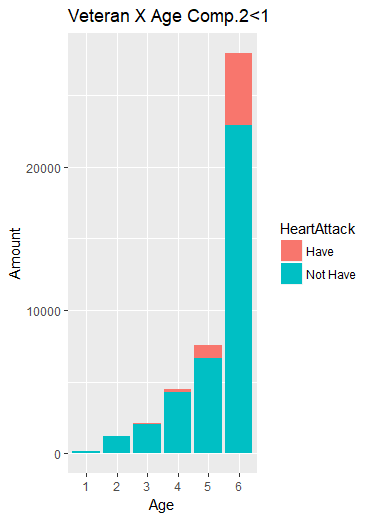 Veteran X Age Comp.2<1
Amount
20000
10000
0
1 2 3 4 5 6
Age
HeartAttack
Have
Not Have